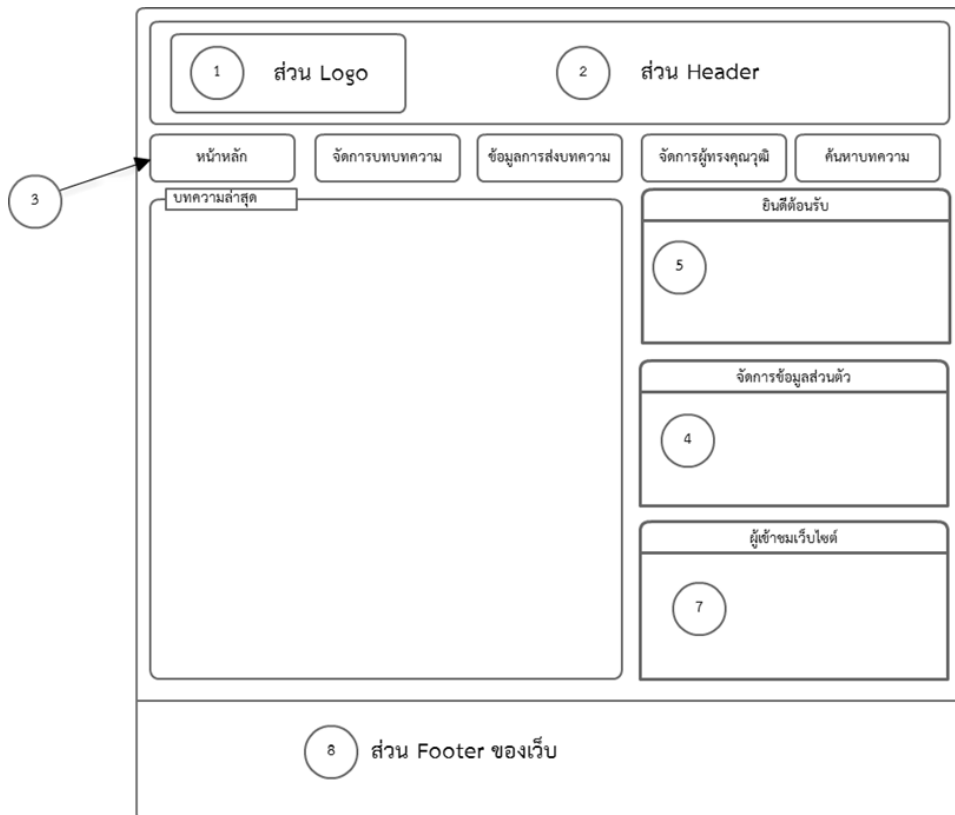 1 ส่วน Logo
2 ส่วน Header
3
หน้าหลัก
จัดการบทบทความ
ข้อมูลการส่งบทความ
จัดการผู้ทรงคุณวุฒิ
ค้นหาบทความ
บทความล่าสุด
ยินดีต้อนรับ
5
จัดการข้อมูลส่วนตัว
4
ผู้เข้าชมเว็บไซต์
7
8 ส่วน Footer ของเว็บ